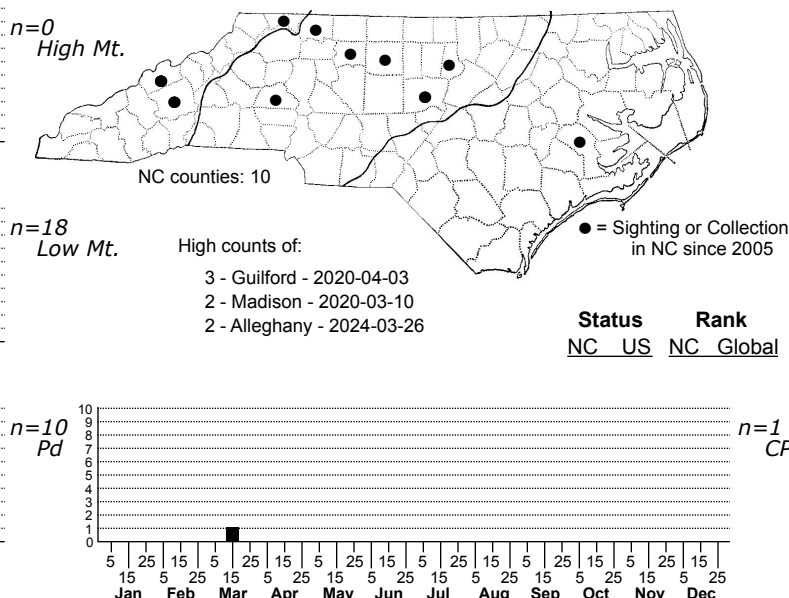 n=0
High Mt.
NC counties: 10
n=18
Low Mt.
High counts of:
3 - Guilford - 2020-04-03
2 - Madison - 2020-03-10
2 - Alleghany - 2024-03-26
● = Sighting or Collection
in NC since 2005
Status Rank
NC US NC Global
n=10
Pd
n=1
CP
10
9
8
7
6
5
4
3
2
1
0
5 25 15 5 25 15 5 25 15 5 25 15 5 25 15 5 25 15
15 5 25 15 5 25 15 5 25 15 5 25 15 5 25 15 5 25
Jan Feb Mar Apr May Jun Jul Aug Sep Oct Nov Dec